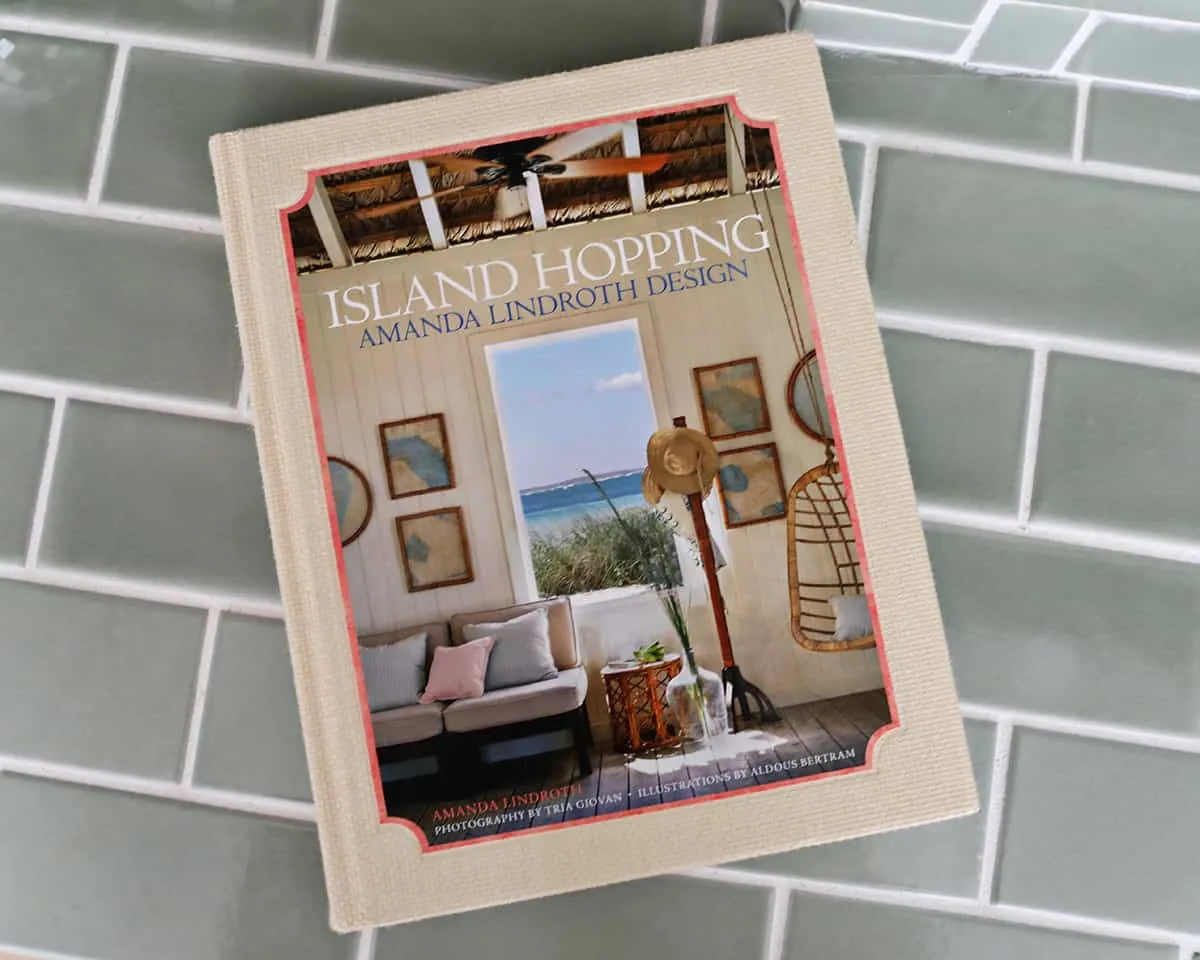 ISLAND HOPPING
AMANDA LINDROTH DESIGN
AMANDA LINDROTH
PHOTOGRAPHY BY TRIA GIOVAN • ILLUSTRATIONS BY ALDOUS BERTRAM